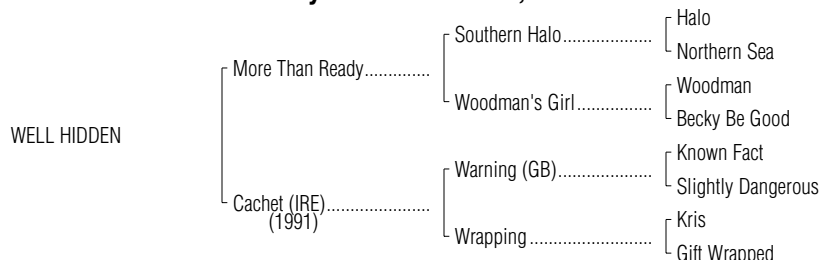 Halo
Southern Halo
Northern Sea
More Than Ready
Woodman
Woodman's Girl
Becky Be Good
WELL HIDDEN
Known Fact
Warning (GB)
Slightly Dangerous
Cachet (IRE)
(1991)
Kris
Wrapping
Gift Wrapped